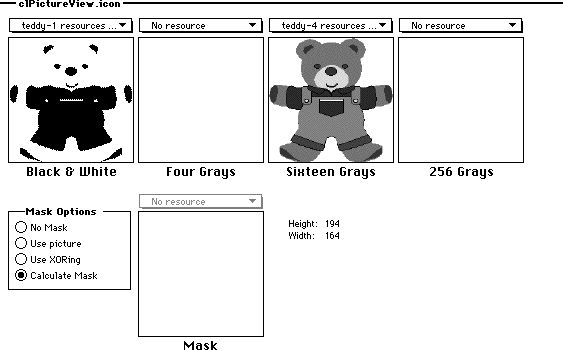 clPictureView.icon
teddy-1 resources ...
No resource
teddy-4 resources ...
No resource
Black & White
Four Grays
Sixteen Grays
256 Grays
No resource
Mask Options
No Mask
Use picture
Use XORing
Calculate Mask
Height: 194
Width: 164
Mask